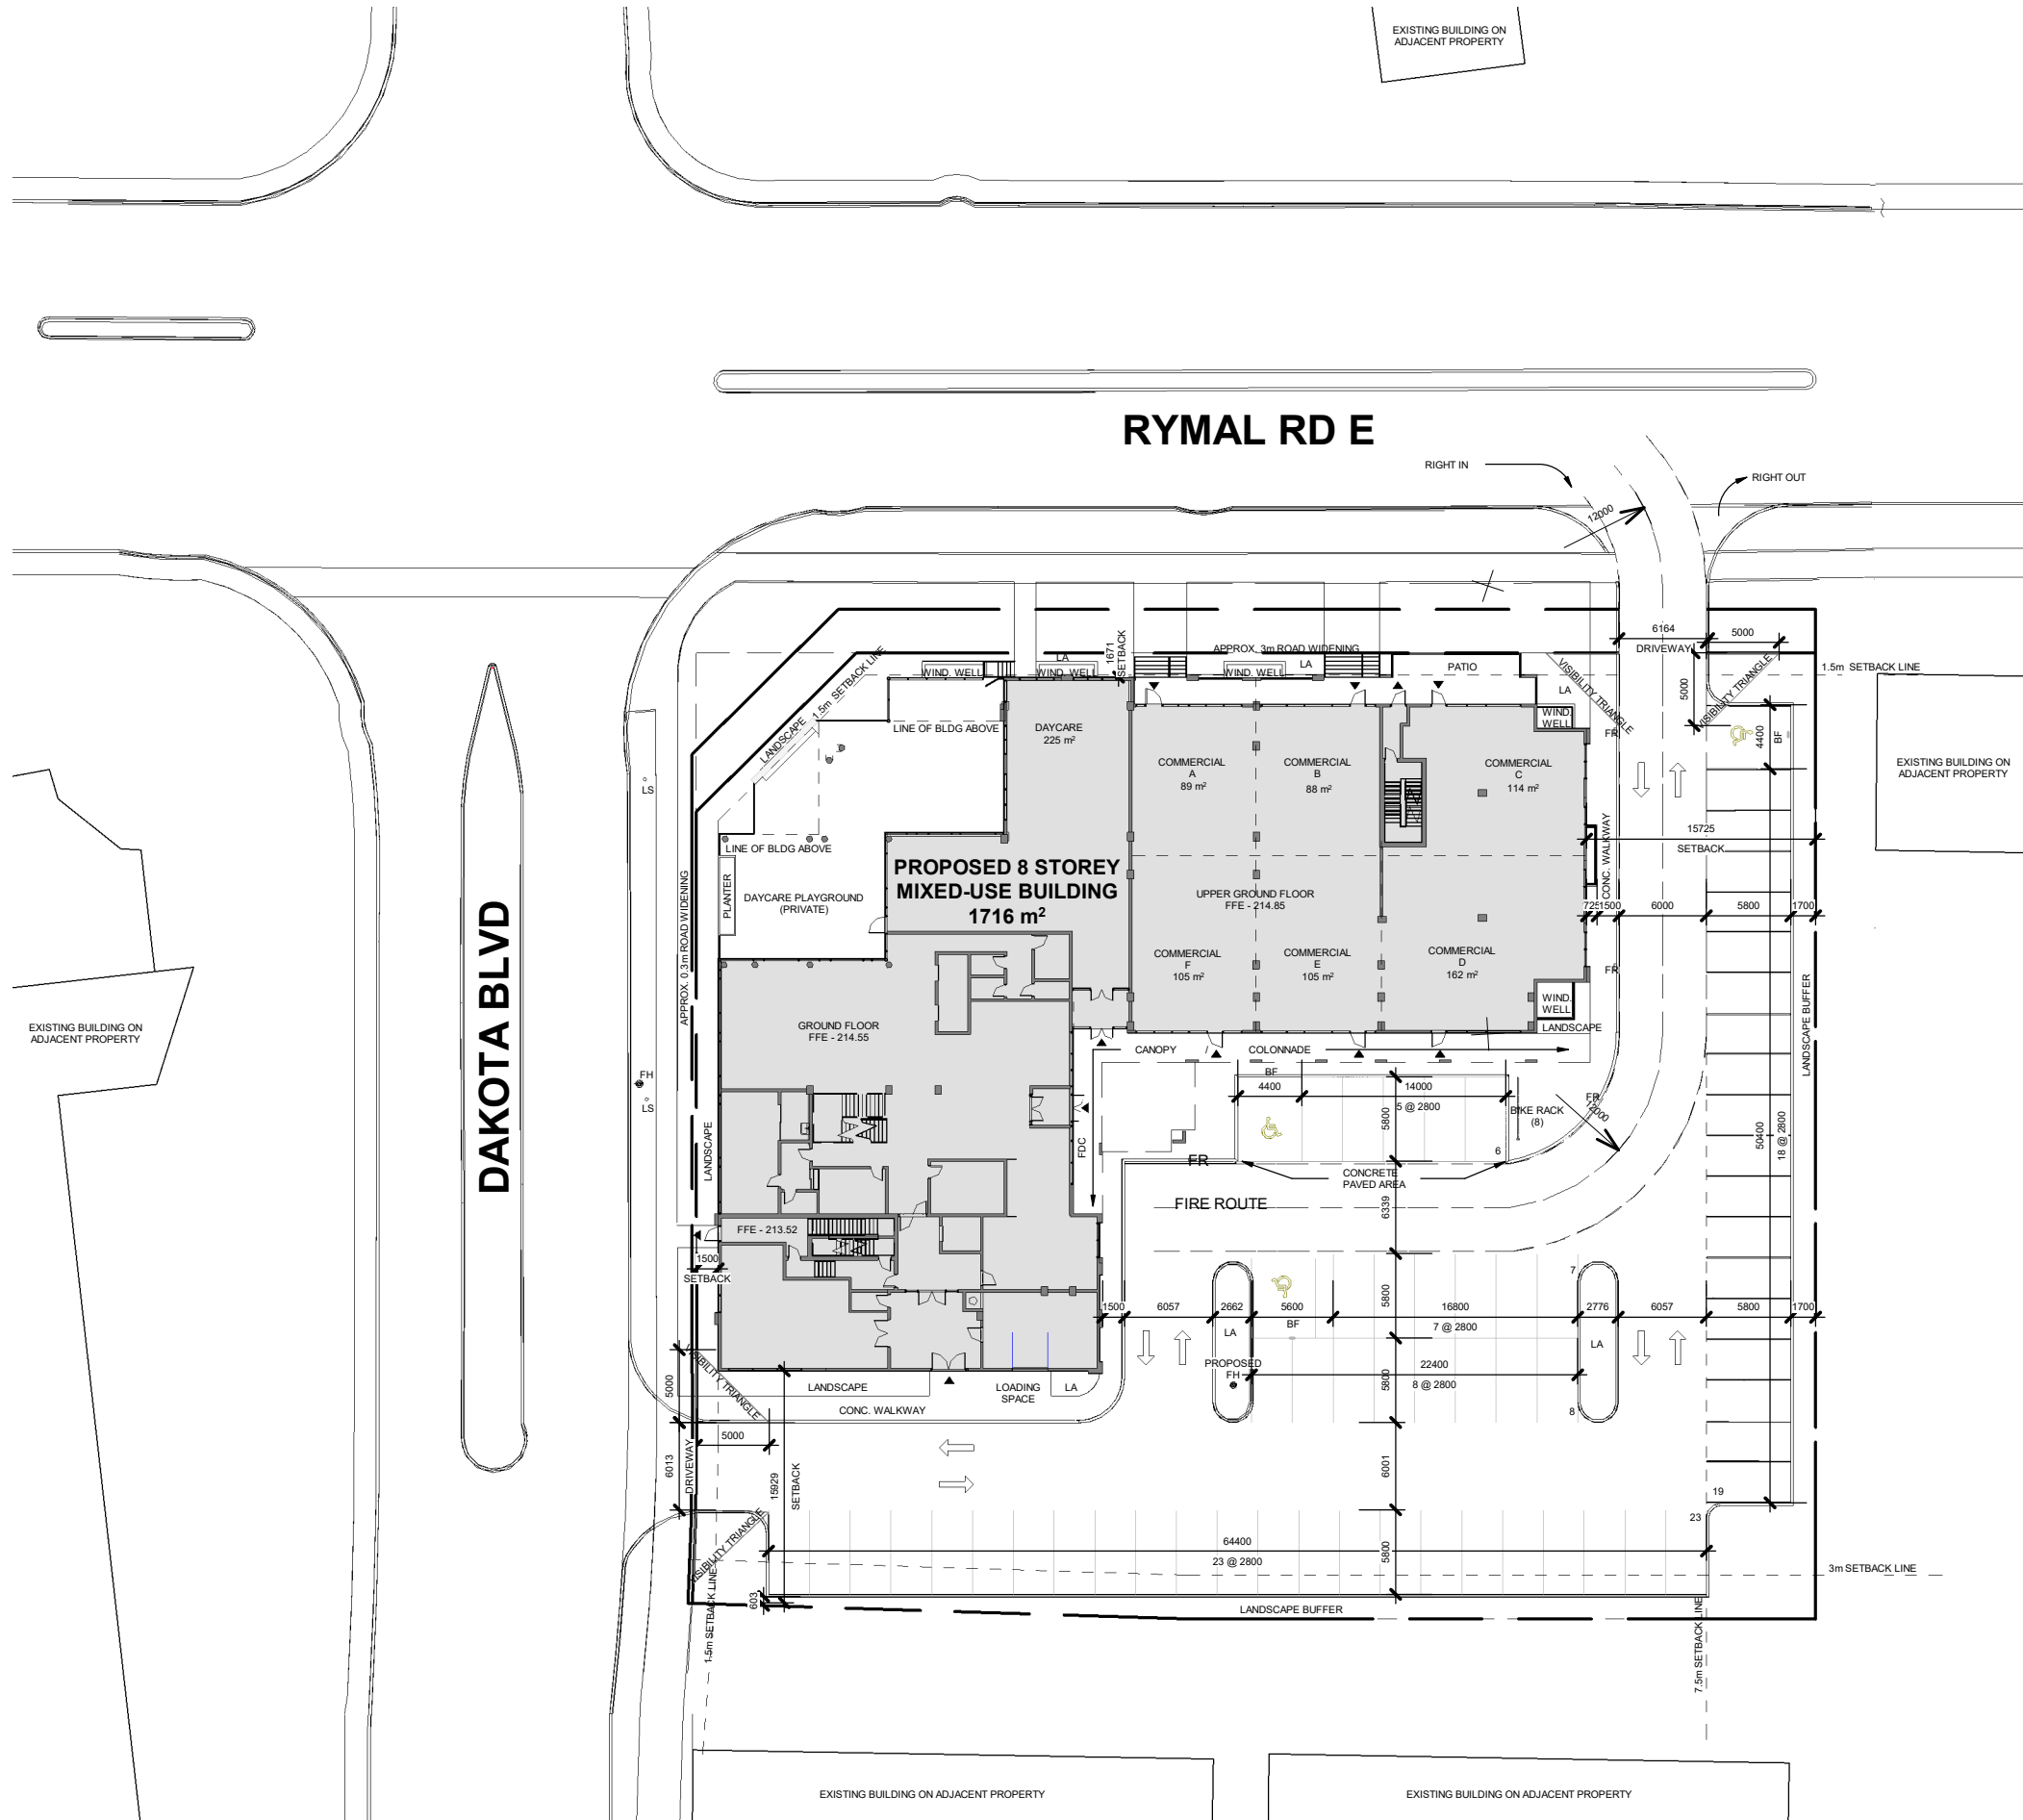 EXISTING BUILDING ON
ADJACENT PROPERTY
RYMAL RD E
RIGHT IN
RIGHT OUT
12000
6164
5000
DRIVEWAY
APPROX. 3m ROAD WIDENING
1671
SETBACK
LA
WIND. WELL
WIND. WELL
WIND. WELL
LA
PATIO
VISIBILITY TRIANGLE
LA
WIND.
WELL
FR
5000
VISIBILITY TRIANGLE
1.5m SETBACK LINE
4400
BF
LANDSCAPE
1.5m SETBACK LINE
LINE OF BLDG ABOVE
DAYCARE
225 m²
COMMERCIAL
A
89 m²
COMMERCIAL
B
88 m²
COMMERCIAL
C
114 m²
EXISTING BUILDING ON
ADJACENT PROPERTY
LS
15725
SETBACK
LINE OF BLDG ABOVE
PROPOSED 8 STOREY
MIXED-USE BUILDING
1716 m²
PLANTER
DAYCARE PLAYGROUND
(PRIVATE)
UPPER GROUND FLOOR
FFE - 214.85
CONC. WALKWAY
725
1500
6000
5800
1700
APPROX. 0.3m ROAD WIDENING
DAKOTA BLVD
COMMERCIAL
F
105 m²
COMMERCIAL
E
105 m²
COMMERCIAL
D
162 m²
FR
WIND.
WELL
LANDSCAPE
LANDSCAPE BUFFER
EXISTING BUILDING ON
ADJACENT PROPERTY
GROUND FLOOR
FFE - 214.55
CANOPY / COLONNADE
FH
LS
BF
4400
14000
5 @ 2800
5800
BIKE RACK
(8)
FR
12000
6
FDC
FR
CONCRETE
PAVED AREA
FIRE ROUTE
6339
50400
18 @ 2800
LANDSCAPE
FFE - 213.52
1500
SETBACK
1500
6057
2662
5600
BF
5800
16800
7 @ 2800
7
2776
6057
5800
1700
LA
LA
PROPOSED
FH
22400
8 @ 2800
5800
8
5000
VISIBILITY TRIANGLE
LANDSCAPE
LOADING
SPACE
LA
CONC. WALKWAY
5000
6013
DRIVEWAY
15929
SETBACK
6001
19
23
VISIBILITY TRIANGLE
64400
23 @ 2800
5800
3m SETBACK LINE
603
LANDSCAPE BUFFER
1.5m SETBACK LINE
7.5m SETBACK LINE
EXISTING BUILDING ON ADJACENT PROPERTY
EXISTING BUILDING ON ADJACENT PROPERTY